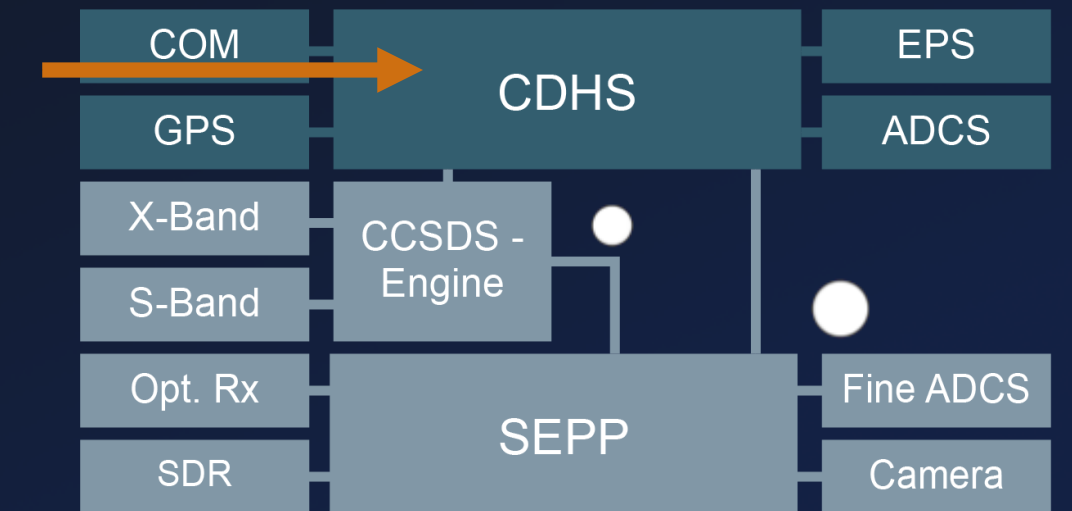 COM
CDHS
EPS
GPS
ADCS
X-Band
CCSDS -
Engine
S-Band
Opt. Rx
SEPP
Fine ADCS
SDR
Camera